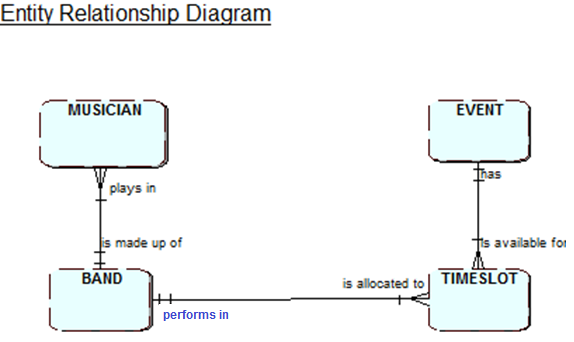 Entity Relationship Diagram
MUSICIAN
EVENT
has
plays in
is made up of
Is available for
BAND
is allocated to
TIMESLOT
performs in